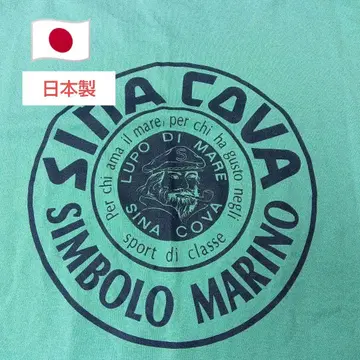 日本製
SINA COVA
Per chi ama il mare, per chi ha gusto negli
LUPO DI MARE
SINA COVA
sport di classe
SIMBOLO MARINO